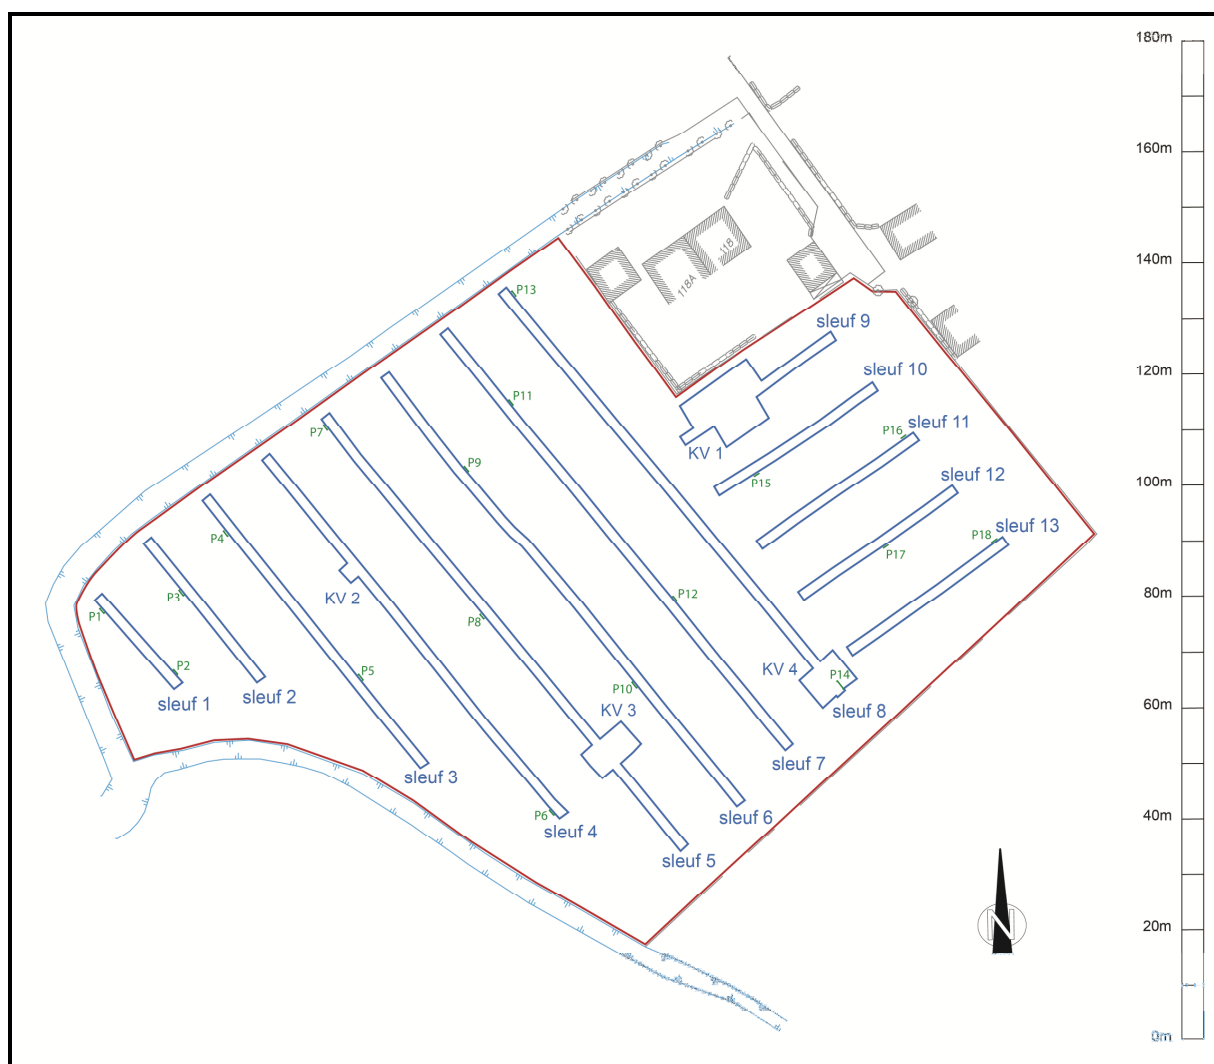 180m
160m
140m
120m
100m
80m
60m
40m
20m
0m
118
118A
P13
sleuf 9
sleuf 10
P11
P7
P16
sleuf 11
KV 1
P9
P15
sleuf 12
P4
sleuf 13
P18
P17
KV 2
P3
P12
P1
P8
P2
P5
KV 4
P14
sleuf 1
sleuf 2
P10
KV 3
sleuf 8
sleuf 7
sleuf 3
P6
sleuf 6
sleuf 4
sleuf 5
N